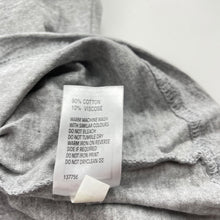 90% COTTON
10% VISCOSE
WARM MACHINE WASH
WITH SIMILAR COLOURS
DO NOT BLEACH
DO NOT TUMBLE DRY
WARM IRON ON REVERSE
SIDE IF REQUIRED
DO NOT IRON PRINT
DO NOT DRYCLEAN
137756